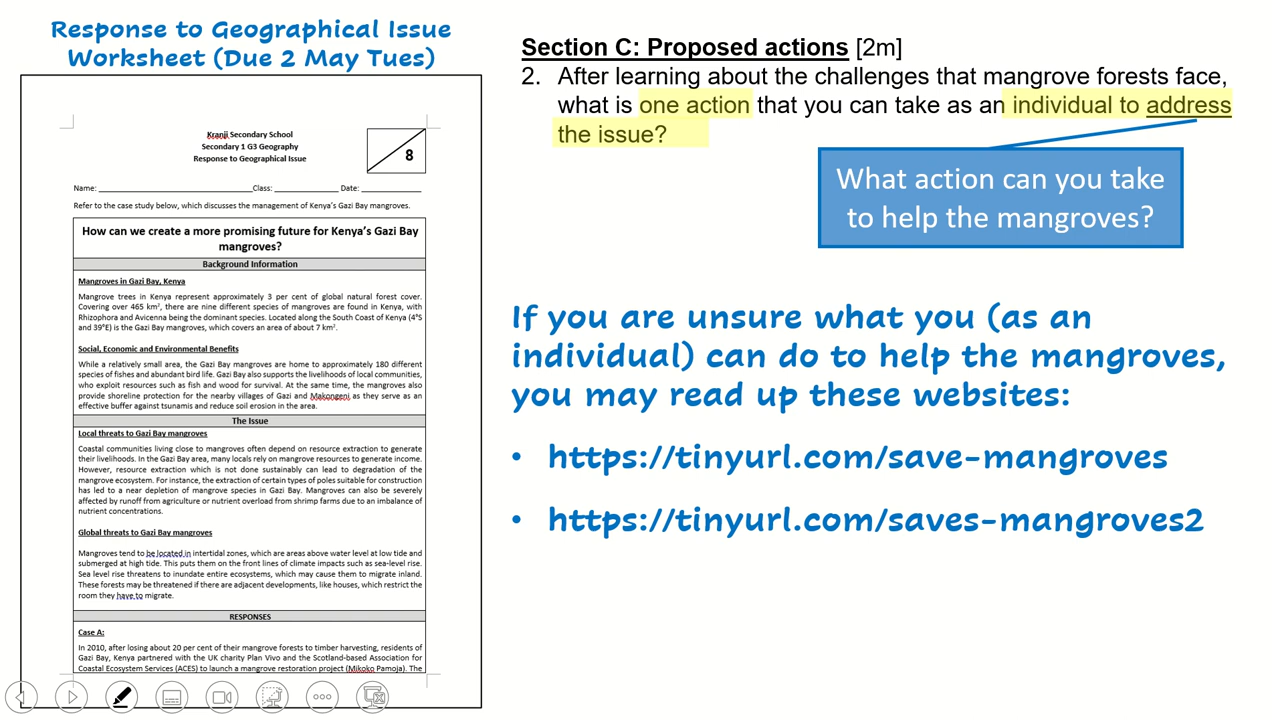 Response to Geographical Issue
Worksheet (Due 2 May Tues)
Kranji Secondary School
Secondary 1 G3 Geography
Response to Geographical Issue
8
Name: ______________________________Class: ____________ Date: ____________
Refer to the case study below, which discusses the management of Kenya's Gazi Bay mangroves.
How can we create a more promising future for Kenya's Gazi Bay
mangroves?
Background Information
Mangroves in Gazi Bay, Kenya
Mangrove trees in Kenya represent approximately 3 per cent of global natural forest cover.
Covering over 465 km², there are nine different species of mangroves are found in Kenya, with
Rhizophora and Avicenna being the dominant species. Located along the South Coast of Kenya (4°S
and 39°E) is the Gazi Bay mangroves, which covers an area of about 7 km².
Social, Economic and Environmental Benefits
While a relatively small area, the Gazi Bay mangroves are home to approximately 180 different
species of fishes and abundant bird life. Gazi Bay also supports the livelihoods of local communities,
who exploit resources such as fish and wood for survival. At the same time, the mangroves also
provide shoreline protection for the nearby villages of Gazi and Makongeni as they serve as an
effective buffer against tsunamis and reduce soil erosion in the area.
The Issue
Local threats to Gazi Bay mangroves
Coastal communities living close to mangroves often depend on resource extraction to generate
their livelihoods. In the Gazi Bay area, many locals rely on mangrove resources to generate income.
However, resource extraction which is not done sustainably can lead to degradation of the
mangrove ecosystem. For instance, the extraction of certain types of poles suitable for construction
has led to a near depletion of mangrove species in Gazi Bay. Mangroves can also be severely
affected by runoff from agriculture or nutrient overload from shrimp farms due to an imbalance of
nutrient concentrations.
Global threats to Gazi Bay mangroves
Mangroves tend to be located in intertidal zones, which are areas above water level at low tide and
submerged at high tide. This puts them on the front lines of climate impacts such as sea-level rise.
Sea level rise threatens to inundate entire ecosystems, which may cause them to migrate inland.
These forests may be threatened if there are adjacent developments, like houses, which restrict the
room they have to migrate.
RESPONSES
Case A:
In 2010, after losing about 20 per cent of their mangrove forests to timber harvesting, residents of
Gazi Bay, Kenya partnered with the UK charity Plan Vivo and the Scotland-based Association for
Coastal Ecosystem Services (ACES) to launch a mangrove restoration project (Mikoko Pamoja). The
Section C: Proposed actions [2m]
2. After learning about the challenges that mangrove forests face,
what is one action that you can take as an individual to address
the issue?
What action can you take
to help the mangroves?
If you are unsure what you (as an
individual) can do to help the mangroves,
you may read up these websites:
• https://tinyurl.com/save-mangroves
• https://tinyurl.com/saves-mangroves2